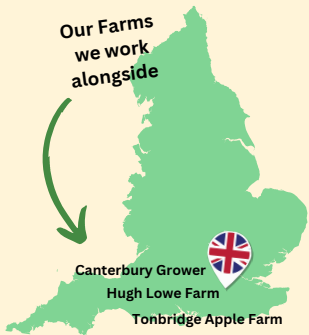 Our Farms
we work
alongside
Canterbury Grower
Hugh Lowe Farm
Tonbridge Apple Farm